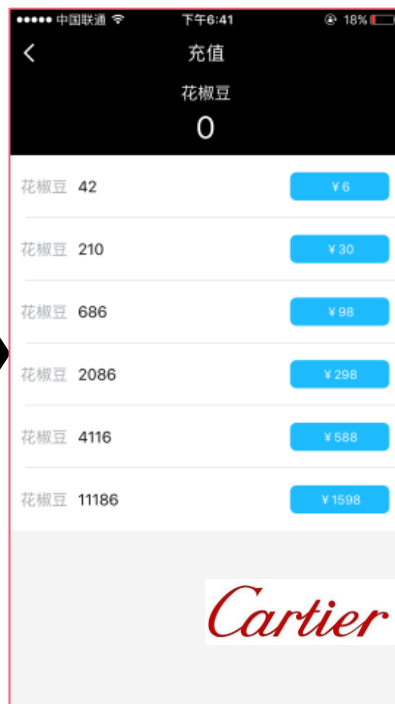 中国联通 下午6:41 18%
充值
花椒豆
0
花椒豆 42 ¥6
花椒豆 210 ¥30
花椒豆 686 ¥98
花椒豆 2086 ¥298
花椒豆 4116 ¥588
花椒豆 11186 ¥1598
Cartier